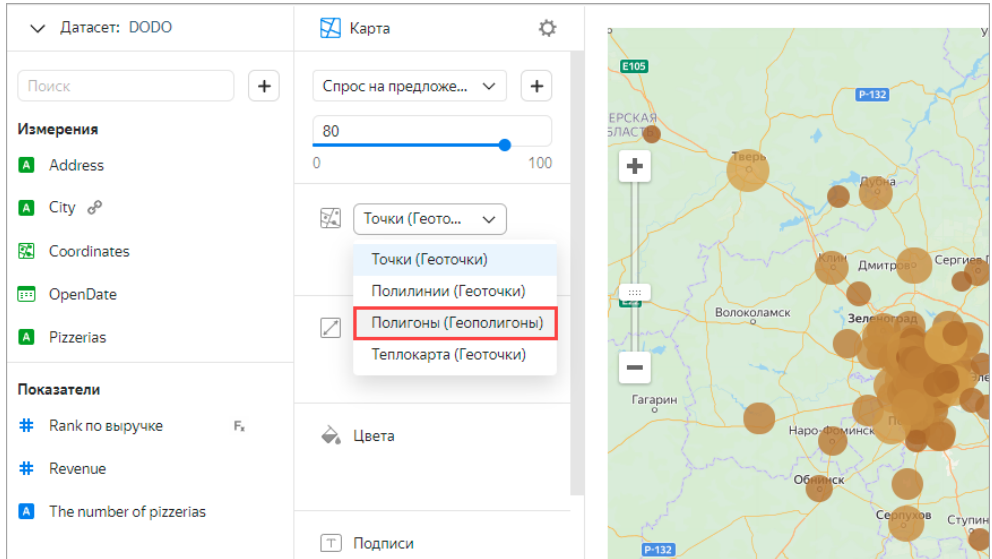 Датасет: DODO
Поиск
+
Измерения
A Address
A City
Coordinates
OpenDate
A Pizzerias
Показатели
# Rank по выручке Fx
# Revenue
A The number of pizzerias
Карта
Спрос на предложе...
+
80
0 100
Точки (Геото...
Точки (Геоточки)
Полилинии (Геоточки)
Полигоны (Геополигоны)
Теплокарта (Геоточки)
Цвета
T Подписи
E105
P-132
Тверь
Дубна
Клин
Дмитров
Сергиев
Волоколамск
Зеленоград
Гагарин
Наро-Фоминск
Обнинск
Серпухов
Ступин
P-132